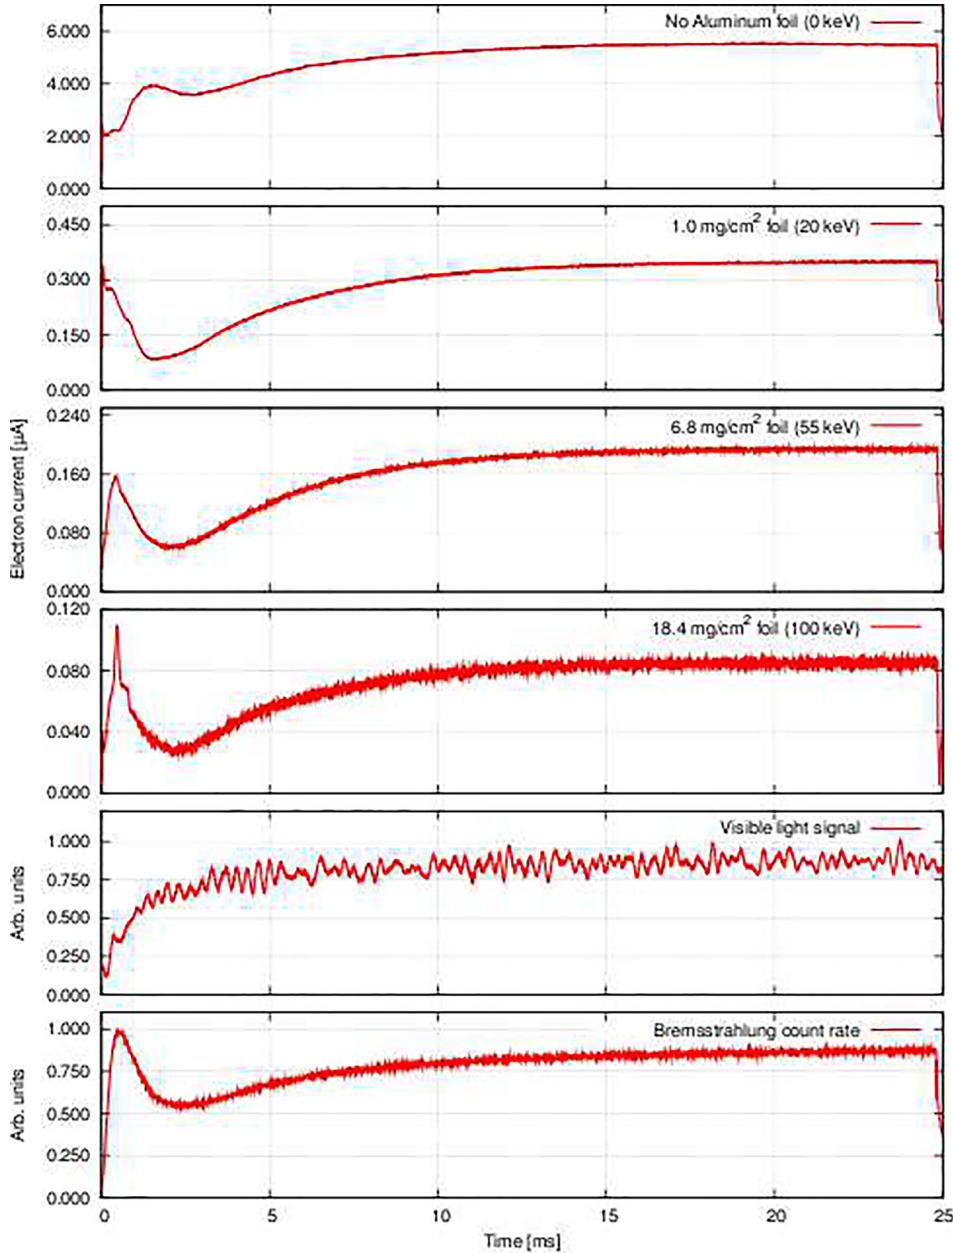 No Aluminum foil (0 keV)
6.000
4.000
2.000
0.000
1.0 mg/cm² foil (20 keV)
0.450
0.300
0.150
0.000
Electron current [µA]
6.8 mg/cm² foil (55 keV)
0.240
0.160
0.080
0.000
18.4 mg/cm² foil (100 keV)
0.120
0.080
0.040
0.000
Visible light signal
Arb. units
1.000
0.750
0.500
0.250
0.000
Bremsstrahlung count rate
Arb. units
1.000
0.750
0.500
0.250
0.000
0 5 10 15 20 25
Time [ms]